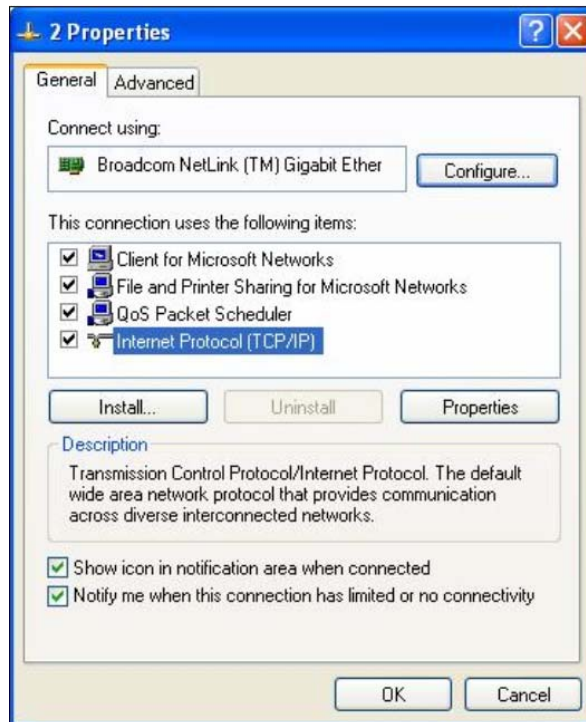 2 Properties
General Advanced
Connect using:
Broadcom NetLink (TM) Gigabit Ether
Configure...
This connection uses the following items:
Client for Microsoft Networks
File and Printer Sharing for Microsoft Networks
QoS Packet Scheduler
Internet Protocol (TCP/IP)
Install... Uninstall Properties
Description
Transmission Control Protocol/Internet Protocol. The default
wide area network protocol that provides communication
across diverse interconnected networks.
Show icon in notification area when connected
Notify me when this connection has limited or no connectivity
OK Cancel